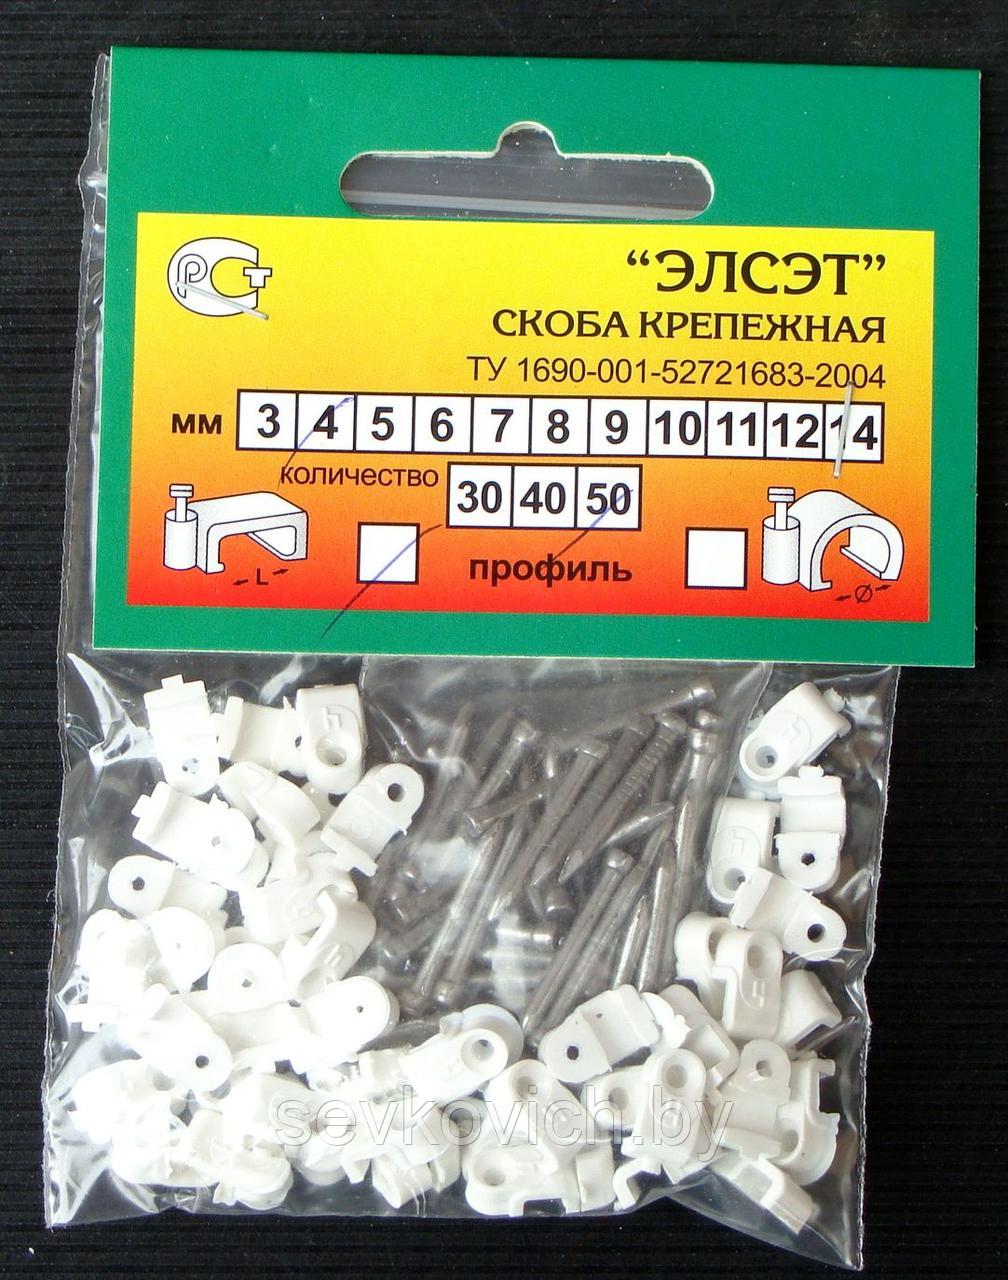 РСТ
“ЭЛСЭТ”
СКОБА КРЕПЕЖНАЯ
ТУ 1690-001-52721683-2004
мм 3 4 5 6 7 8 9 10 11 12 14
количество 30 40 50
профиль
L Ø
sevkovich.by